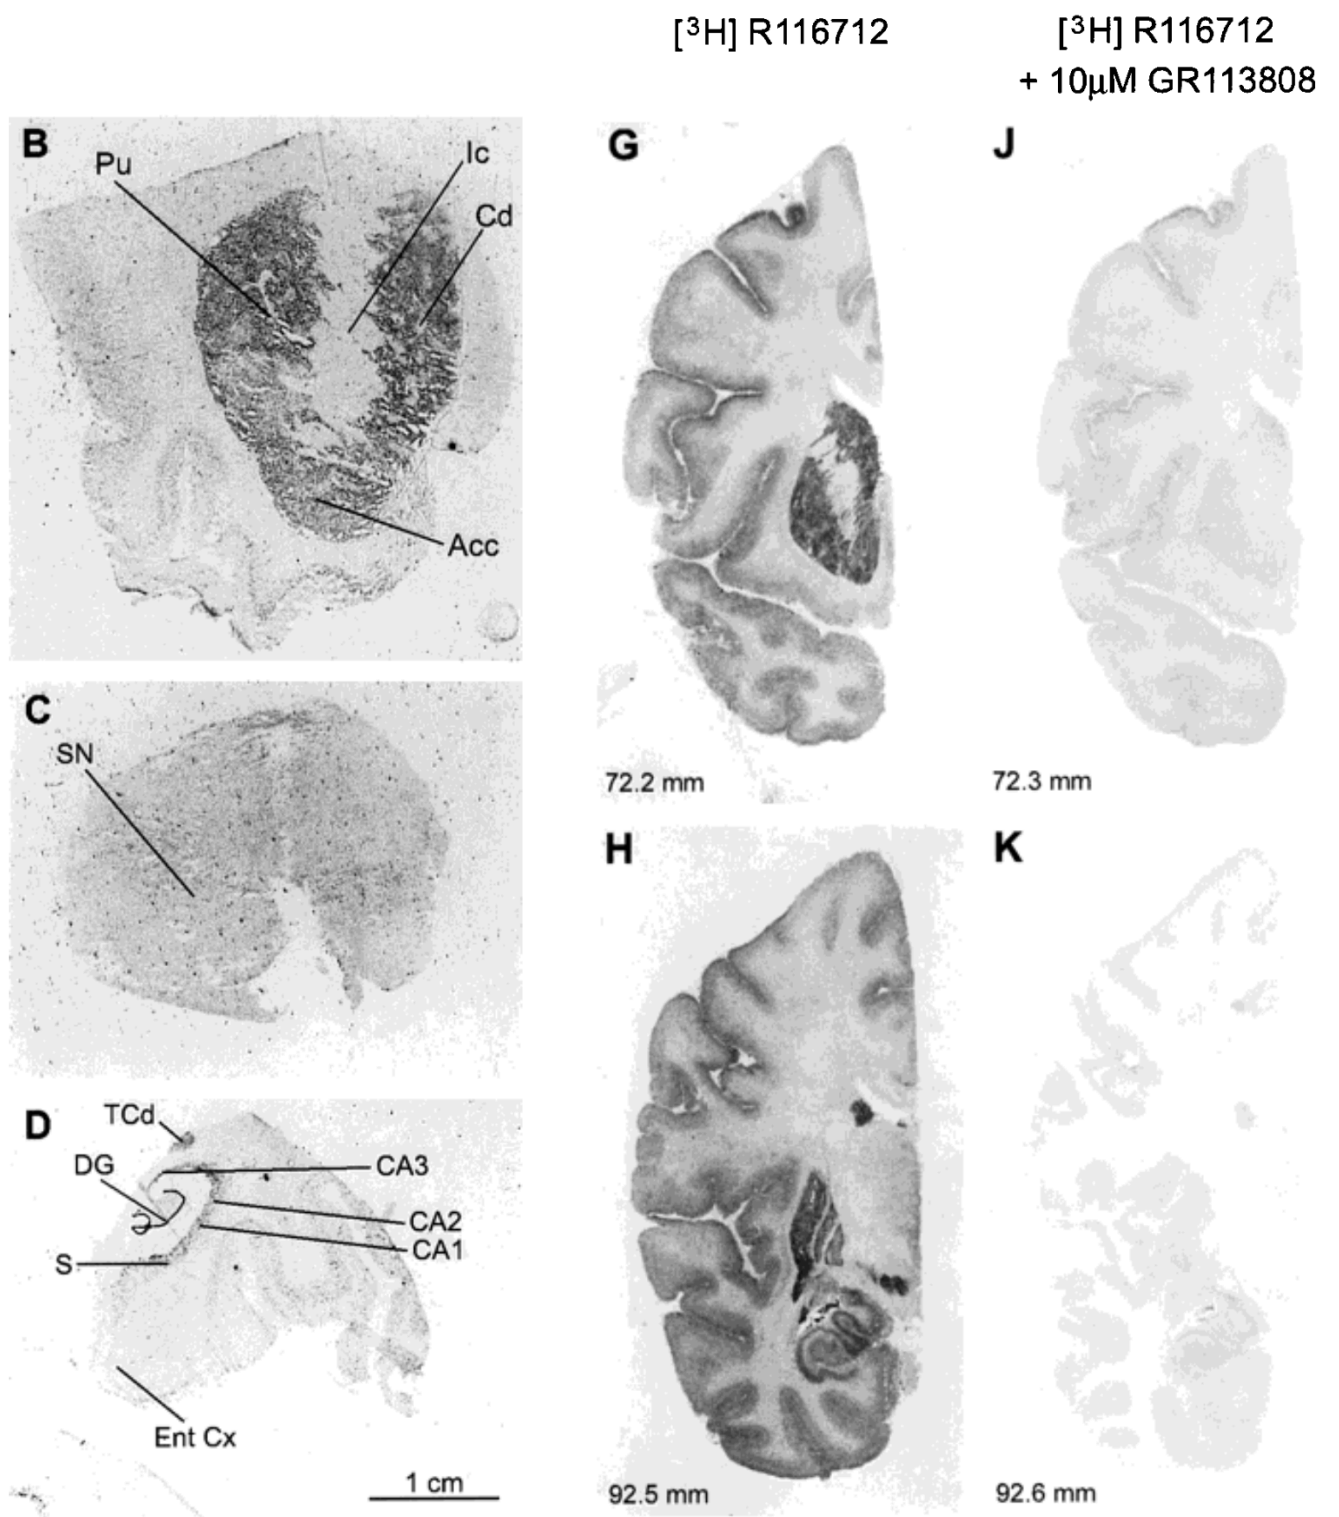 [³H] R116712
[³H] R116712
+ 10µM GR113808
B
Pu
Ic
Cd
Acc
C
SN
D
TCd
DG
CA3
CA2
CA1
S
Ent Cx
1 cm
G
72.2 mm
J
72.3 mm
H
92.5 mm
K
92.6 mm